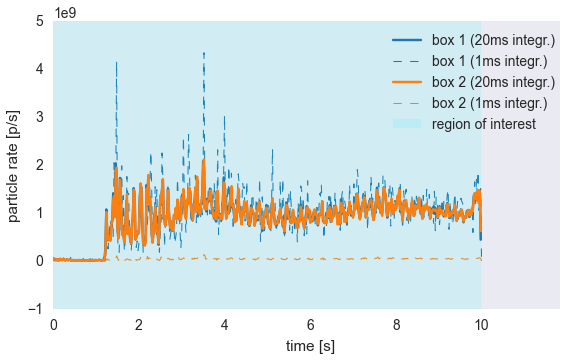 1e9
5
4
3
2
1
0
−1
particle rate [p/s]
box 1 (20ms integr.)
box 1 (1ms integr.)
box 2 (20ms integr.)
box 2 (1ms integr.)
region of interest
0 2 4 6 8 10
time [s]